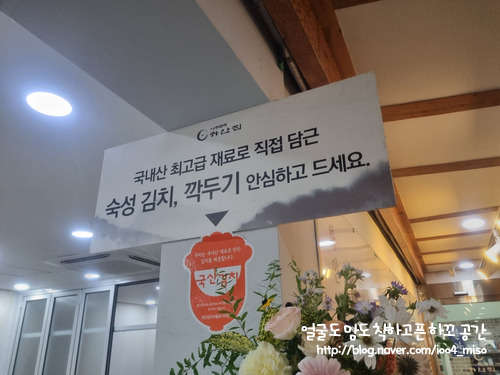 국내산 최고급 재료로 직접 담근
숙성 김치, 깍두기 안심하고 드세요.
국산김치
얼굴도 맘도 착하고픈 하꼬 공간
http://blog.naver.com/ioo4_miso